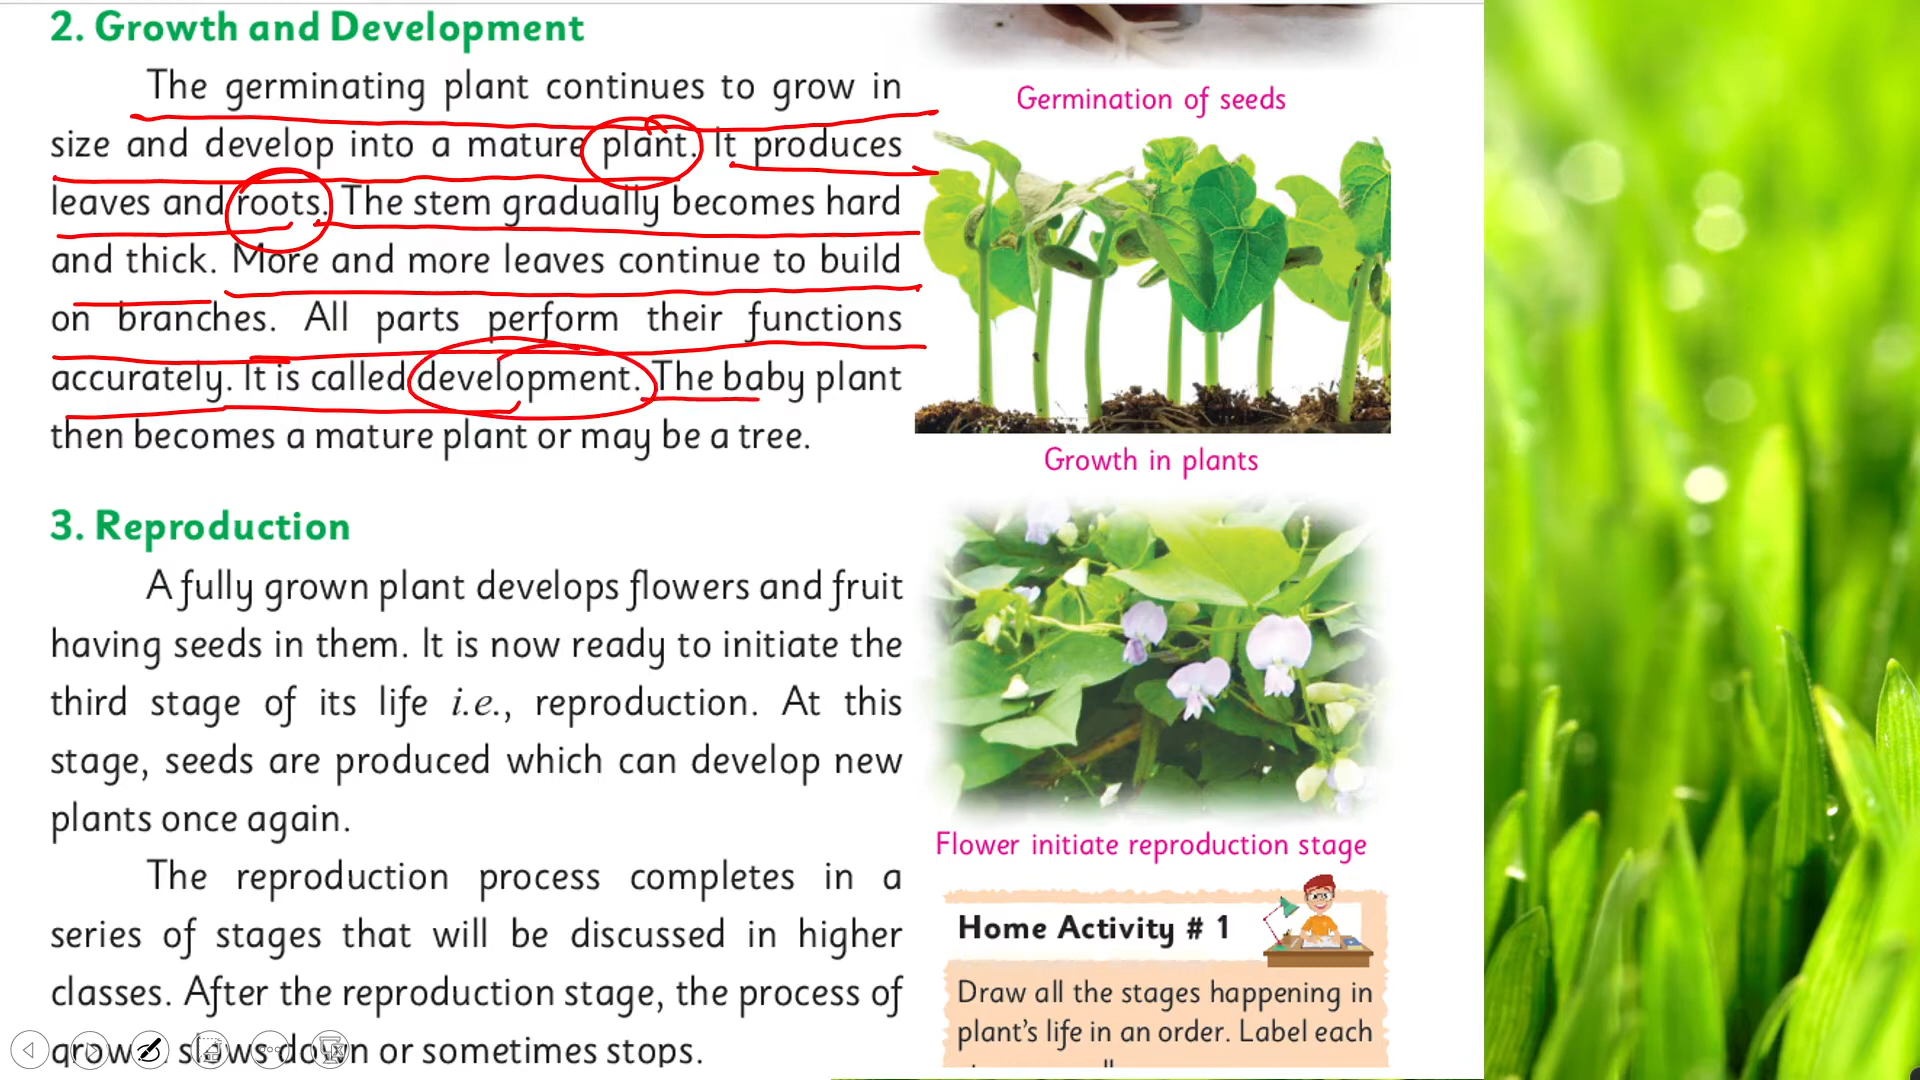 2. Growth and Development
The germinating plant continues to grow in
size and develop into a mature plant. It produces
leaves and roots. The stem gradually becomes hard
and thick. More and more leaves continue to build
on branches. All parts perform their functions
accurately. It is called development. The baby plant
then becomes a mature plant or may be a tree.
3. Reproduction
A fully grown plant develops flowers and fruit
having seeds in them. It is now ready to initiate the
third stage of its life i.e., reproduction. At this
stage, seeds are produced which can develop new
plants once again.
The reproduction process completes in a
series of stages that will be discussed in higher
classes. After the reproduction stage, the process of
slows down or sometimes stops.
Germination of seeds
Growth in plants
Flower initiate reproduction stage
Home Activity # 1
Draw all the stages happening in
plant's life in an order. Label each